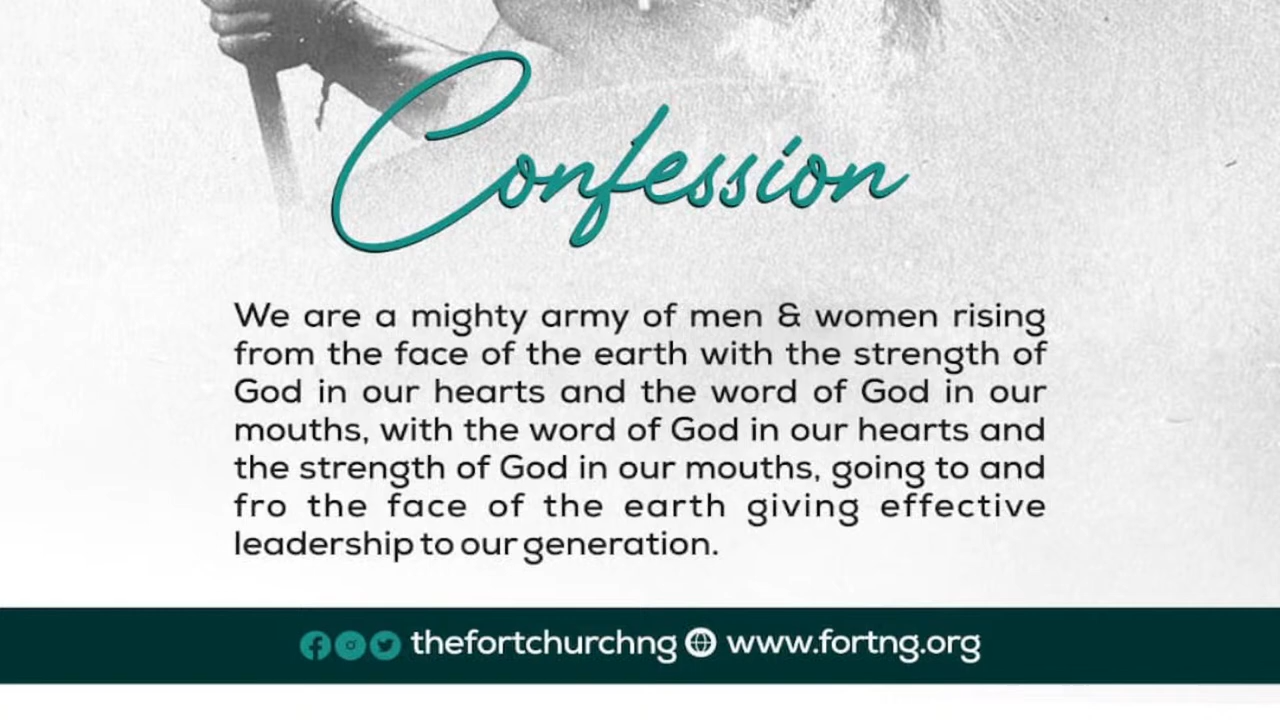 Confession
We are a mighty army of men & women rising
from the face of the earth with the strength of
God in our hearts and the word of God in our
mouths, with the word of God in our hearts and
the strength of God in our mouths, going to and
fro the face of the earth giving effective
leadership to our generation.
thefortchurchng www.fortng.org